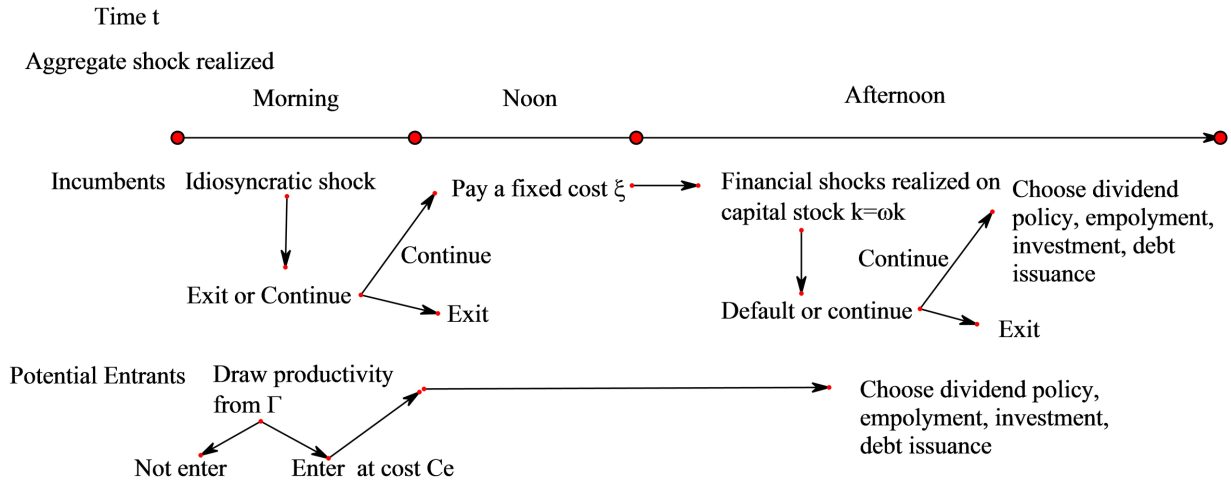 Time t
Aggregate shock realized
Morning
Noon
Afternoon
Incumbents
Idiosyncratic shock
Exit or Continue
Continue
Exit
Pay a fixed cost ξ
Financial shocks realized on
capital stock k=ωk
Default or continue
Continue
Exit
Choose dividend
policy, empolyment,
investment, debt
issuance
Potential Entrants
Draw productivity
from Γ
Not enter
Enter at cost Ce
Choose dividend policy,
empolyment, investment,
debt issuance